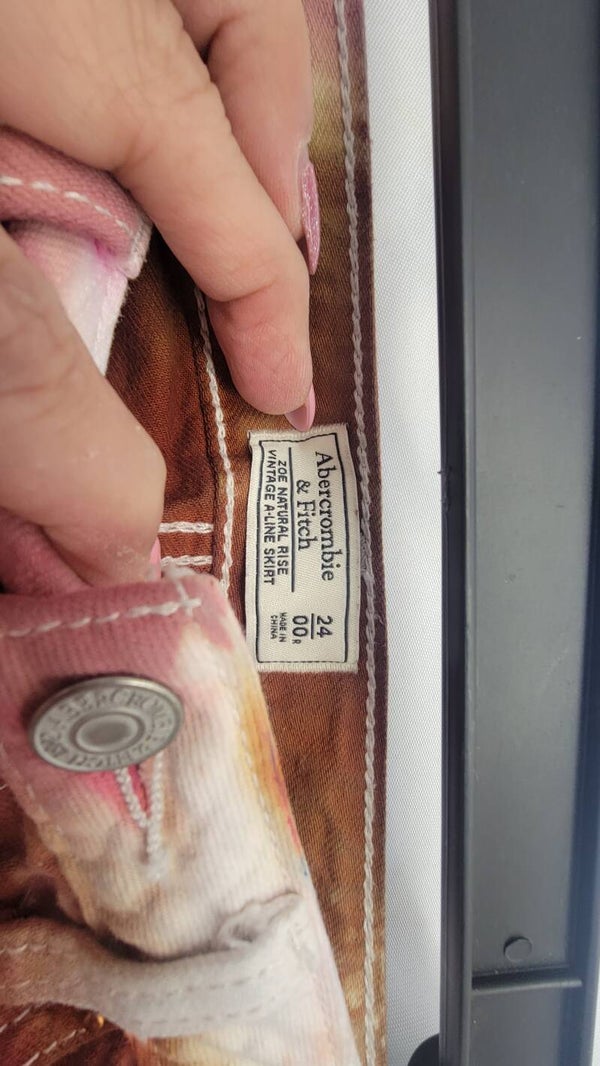 Abercrombie
& Fitch
ZOE NATURAL RISE
VINTAGE A-LINE SKIRT
24
00R
MADE IN
CHINA